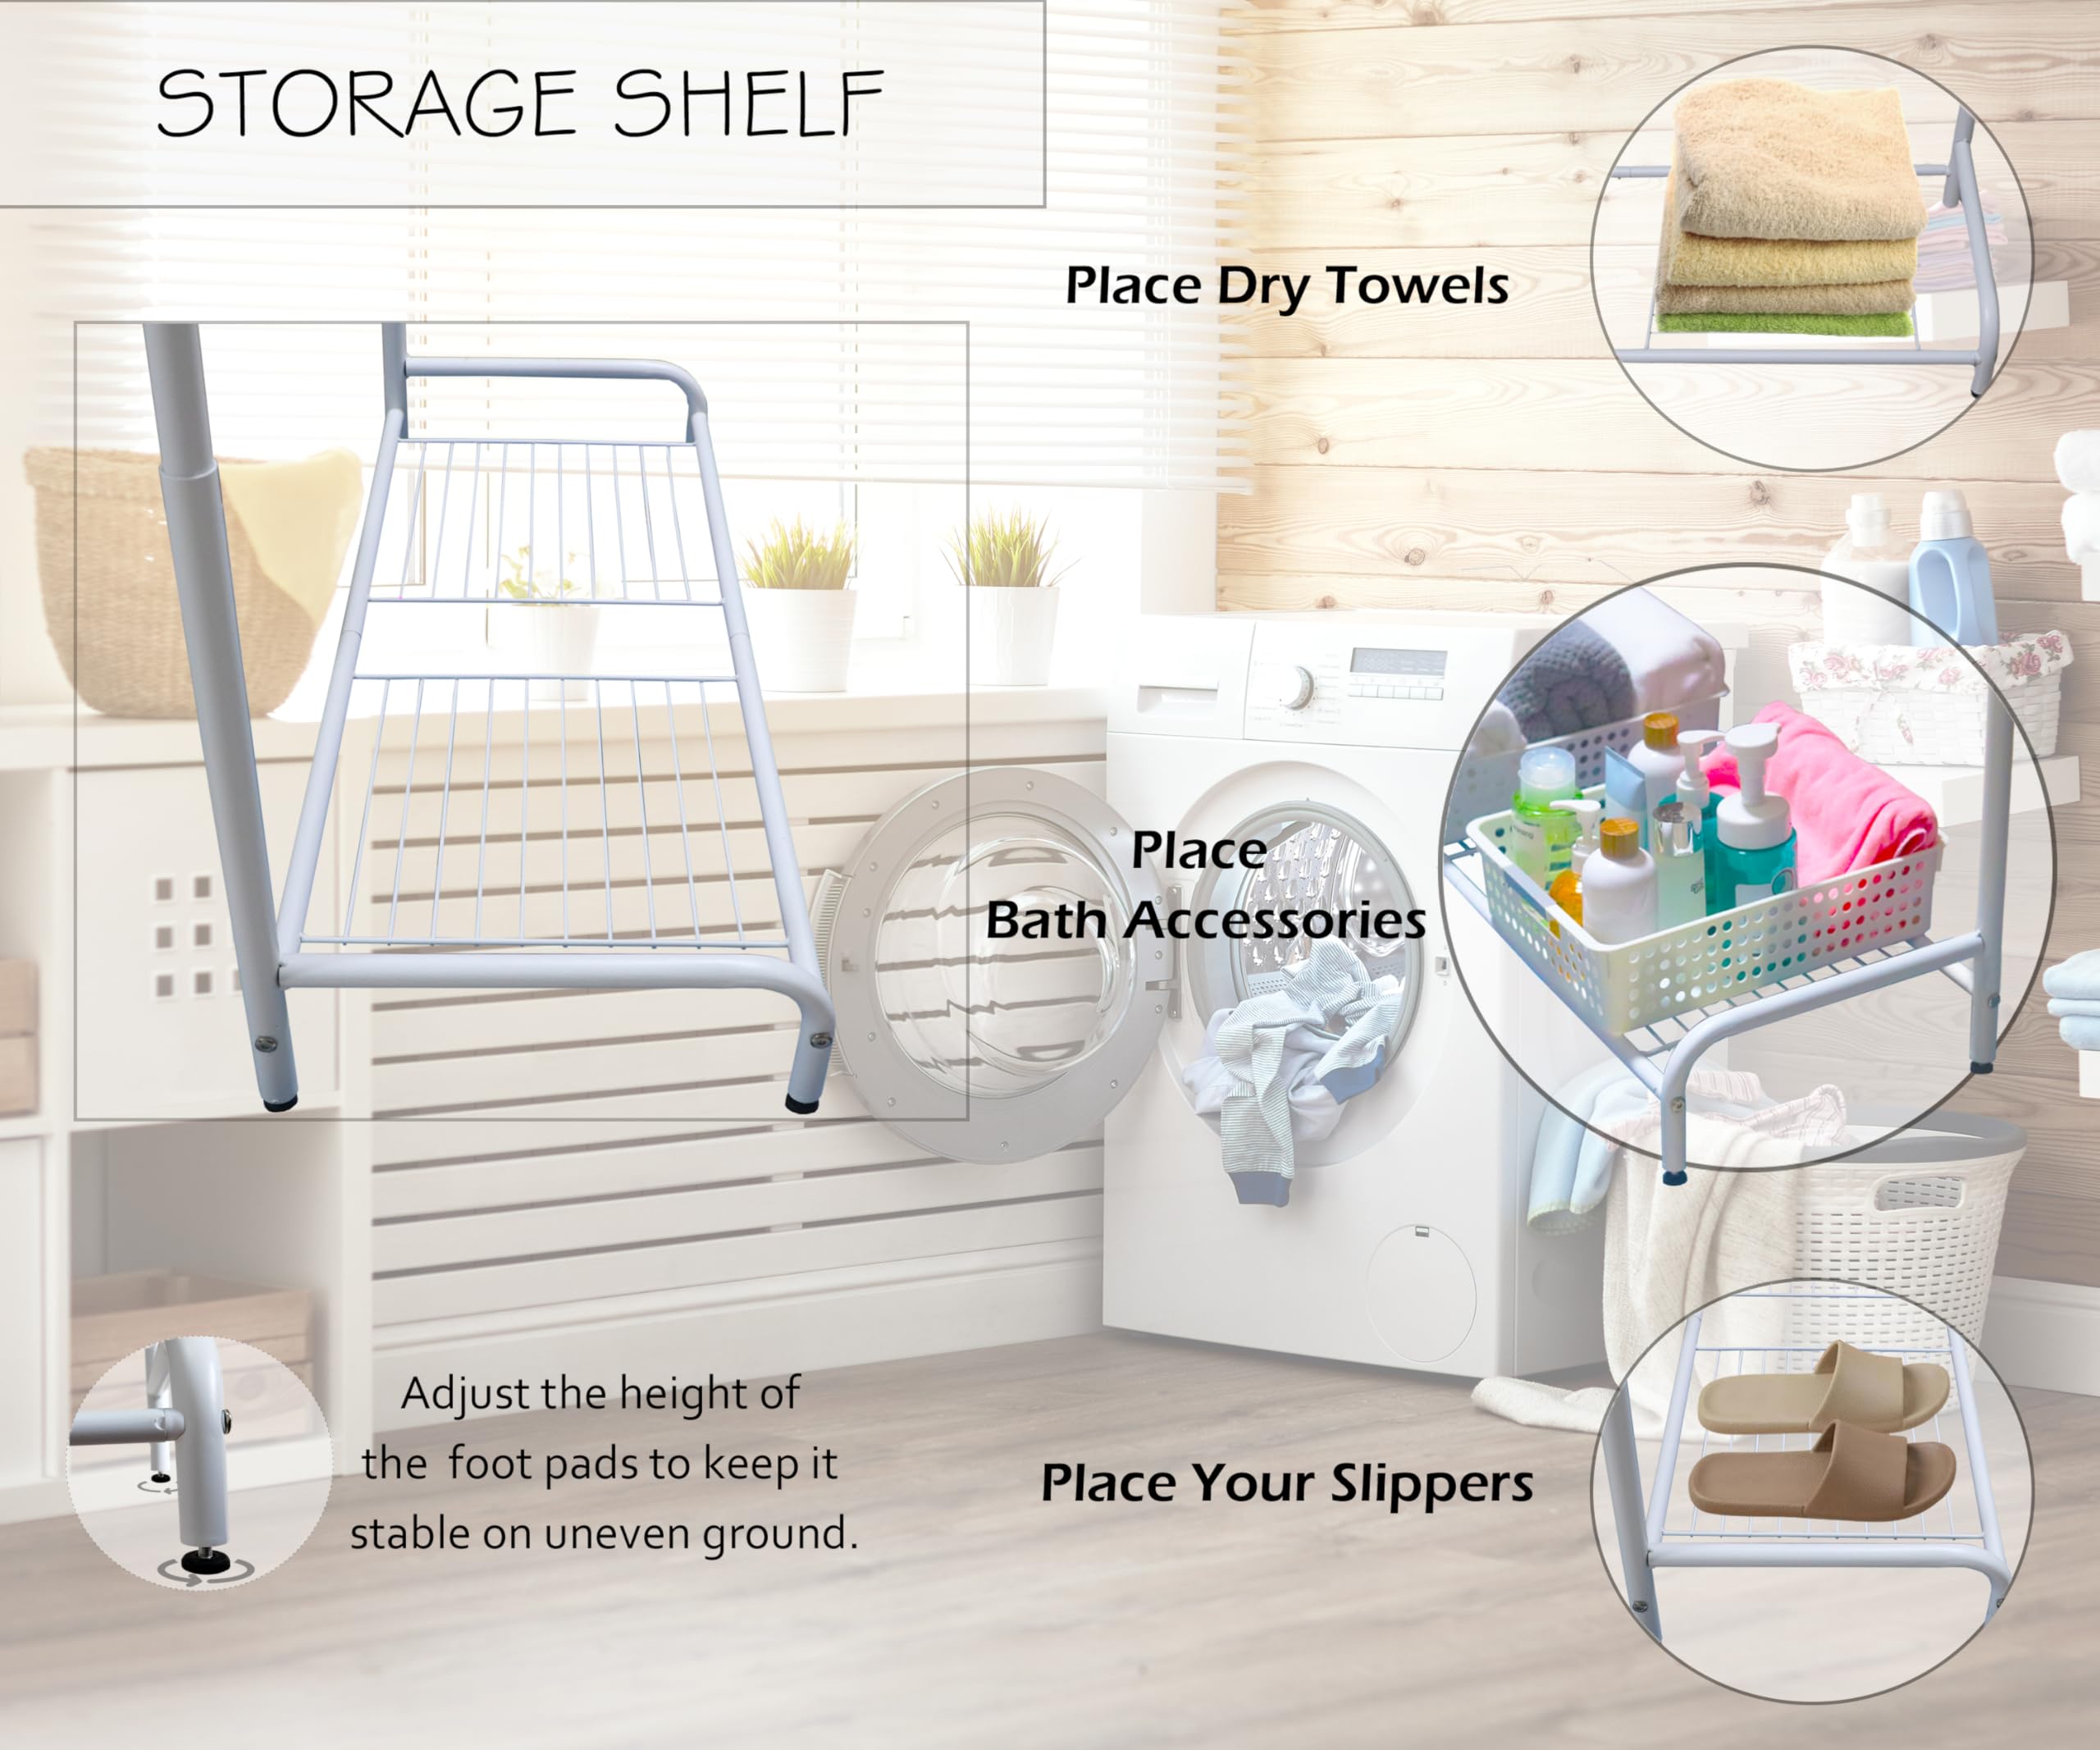 STORAGE SHELF
Place Dry Towels
Place
Bath Accessories
Adjust the height of
the foot pads to keep it
stable on uneven ground.
Place Your Slippers